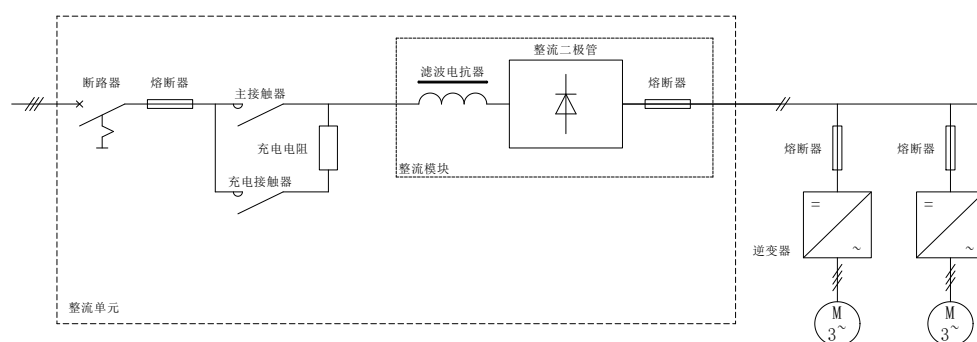 整流二极管
滤波电抗器
断路器
熔断器
主接触器
熔断器
充电电阻
整流模块
充电接触器
熔断器
熔断器
=
~
=
~
逆变器
整流单元
M
3~
M
3~